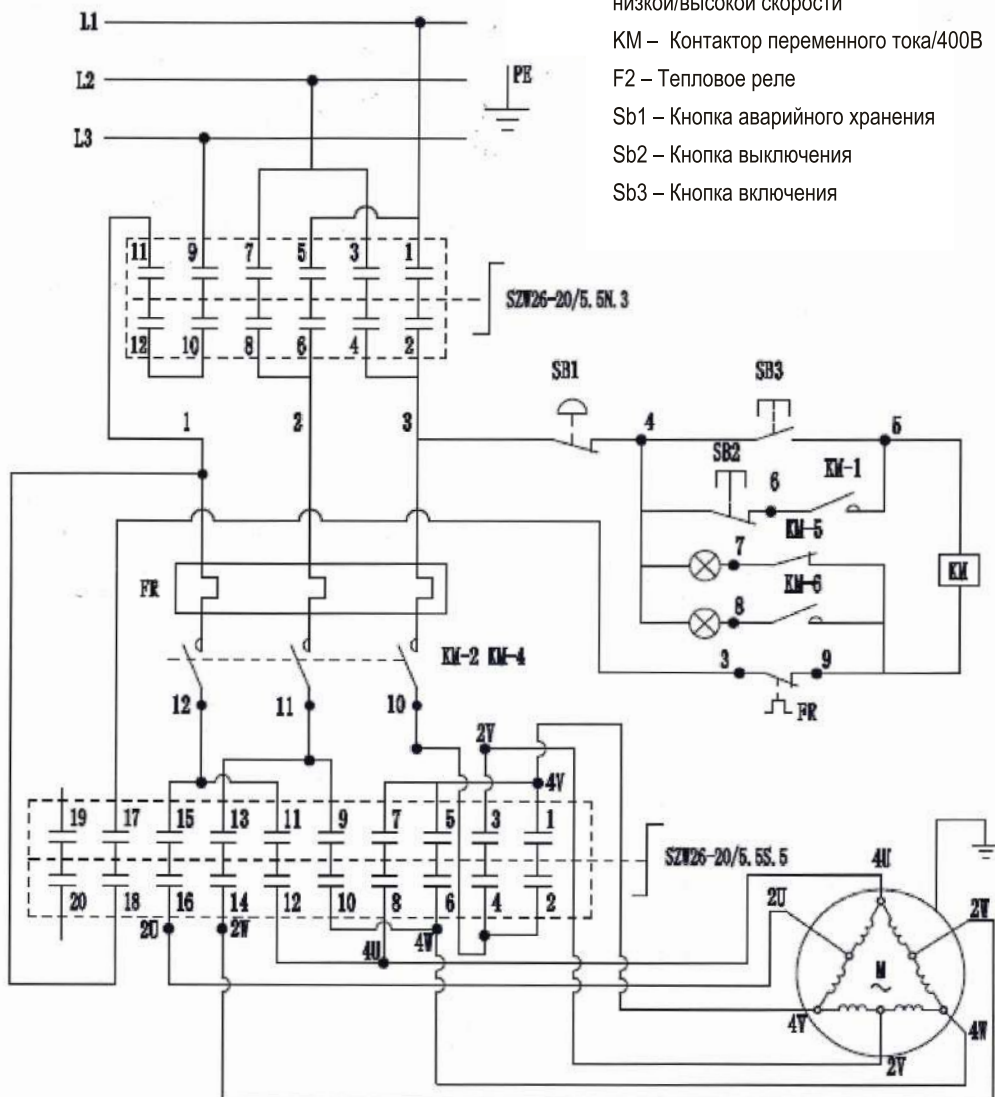 низкой/высокой скорости
KM – Контактор переменного тока/400В
F2 – Тепловое реле
Sb1 – Кнопка аварийного хранения
Sb2 – Кнопка выключения
Sb3 – Кнопка включения
L1
L2
PE
L3
11 9 7 5 3 1
SZW26-20/5.5N.3
12 10 8 6 4 2
SB1 SB3
1 2 3 4 5
SB2 6 KM-1
KM-5
7
FR KM-6 KM
8
KM-2 KM-4 3 9
FR
12 11 10
2V
4V
19 17 15 13 11 9 7 5 3 1
SZW26-20/5.5S.5
20 18 16 14 12 10 8 6 4 2
2U 2W 4U 4W
4U
2U 2W
M
~
4V 4W
2V